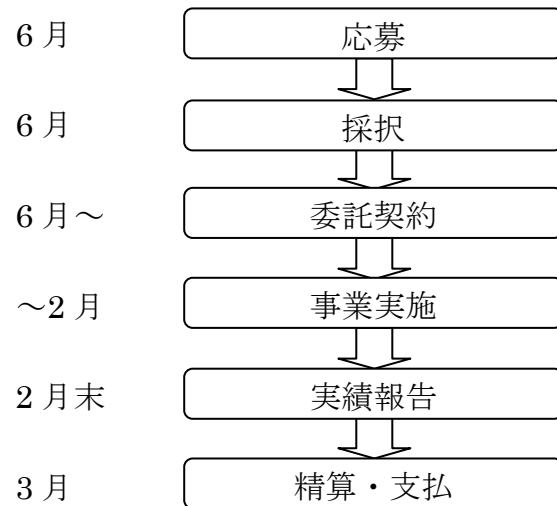 6 月 応募
6 月 採択
6 月～ 委託契約
～2 月 事業実施
2 月末 実績報告
3 月 精算・支払